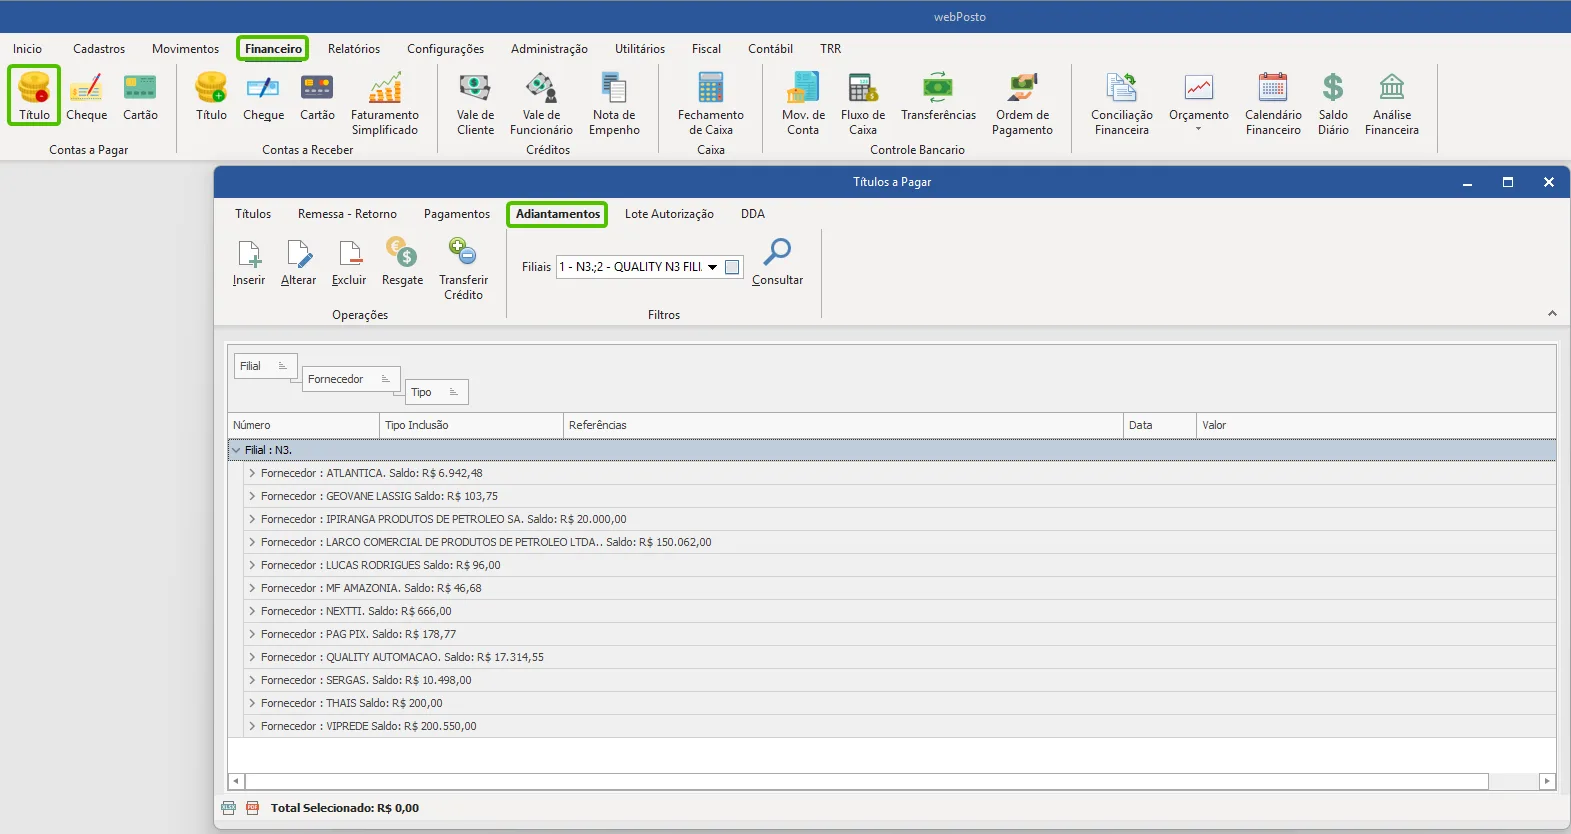 webPosto
Inicio Cadastros Movimentos Financeiro Relatórios Configurações Administração Utilitários Fiscal Contábil TRR
Título Cheque Cartão Título Cheque Cartão Faturamento Simplificado Vale de Cliente Vale de Funcionário Nota de Empenho Fechamento de Caixa Mov. de Conta Fluxo de Caixa Transferências Ordem de Pagamento Conciliação Financeira Orçamento Calendário Financeiro Saldo Diário Análise Financeira
Contas a Pagar Contas a Receber Créditos Caixa Controle Bancario
Títulos a Pagar
Títulos Remessa - Retorno Pagamentos Adiantamentos Lote Autorização DDA
Inserir Alterar Excluir Resgate Transferir Crédito Filiais 1 - N3.;2 - QUALITY N3 FILI. Consultar
Operações Filtros
Filial
Fornecedor
Tipo
Número Tipo Inclusão Referências Data Valor
Filial : N3.
Fornecedor : ATLANTICA. Saldo: R$ 6.942,48
Fornecedor : GEOVANE LASSIG Saldo: R$ 103,75
Fornecedor : IPIRANGA PRODUTOS DE PETROLEO SA. Saldo: R$ 20.000,00
Fornecedor : LARCO COMERCIAL DE PRODUTOS DE PETROLEO LTDA.. Saldo: R$ 150.062,00
Fornecedor : LUCAS RODRIGUES Saldo: R$ 96,00
Fornecedor : MF AMAZONIA. Saldo: R$ 46,68
Fornecedor : NEXTTI. Saldo: R$ 666,00
Fornecedor : PAG PIX. Saldo: R$ 178,77
Fornecedor : QUALITY AUTOMACAO. Saldo: R$ 17.314,55
Fornecedor : SERGAS. Saldo: R$ 10.498,00
Fornecedor : THAIS Saldo: R$ 200,00
Fornecedor : VIPREDE Saldo: R$ 200.550,00
Total Selecionado: R$ 0,00